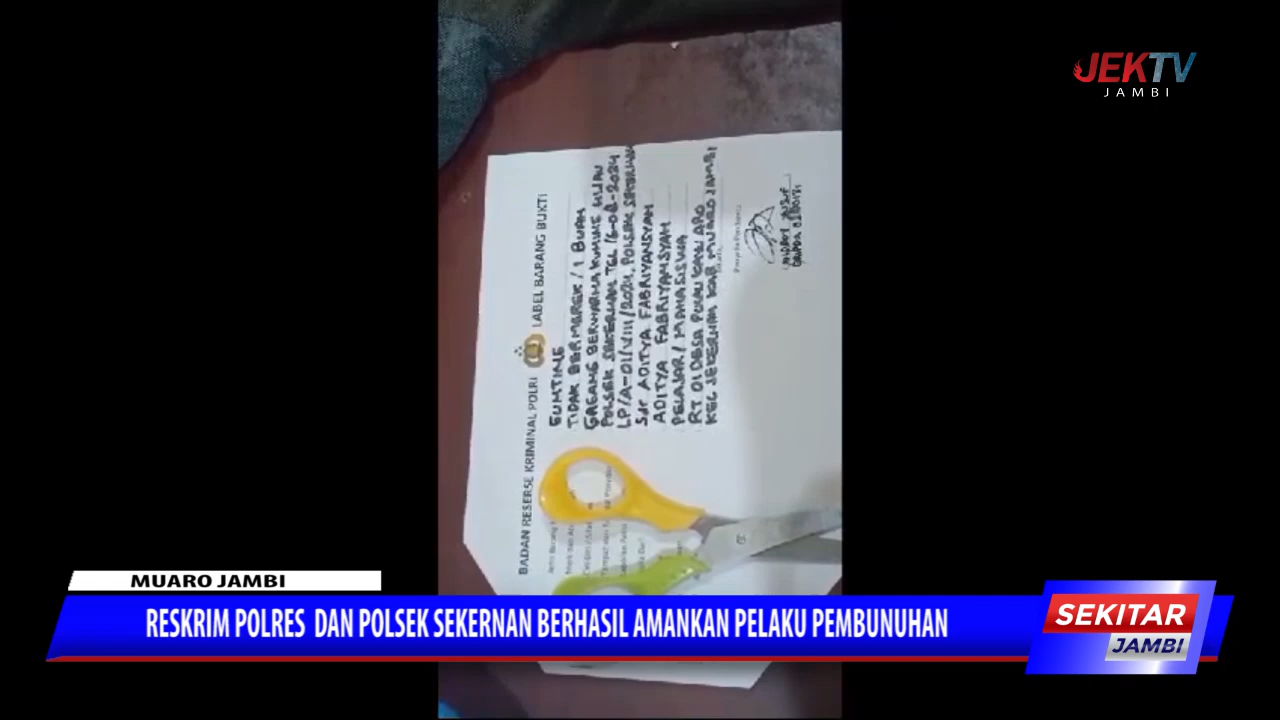 JEKTV
JAMBI
BADAN RESERSE KRIMINAL POLRI
LABEL BARANG BUKTI
GUNTING
TIDAK BERMEREK / 1 BUAH
GAGANG BERWARNA KUNING HIJAU
POLSEK SEKERNAN TGL 16-08-2024
LP/A-01/VIII/2024, POLSEK SEKERNAN
Sdr ADITYA FABRIYANSYAH
ADITYA FABRIYANSYAH
PELAJAR / MAHASISWA
RT 01 DESA PULAU KAYU ARO
KEC SEKERNAN KAB MUARO JAMBI
MUARO JAMBI
RESKRIM POLRES DAN POLSEK SEKERNAN BERHASIL AMANKAN PELAKU PEMBUNUHAN
SEKITAR
JAMBI